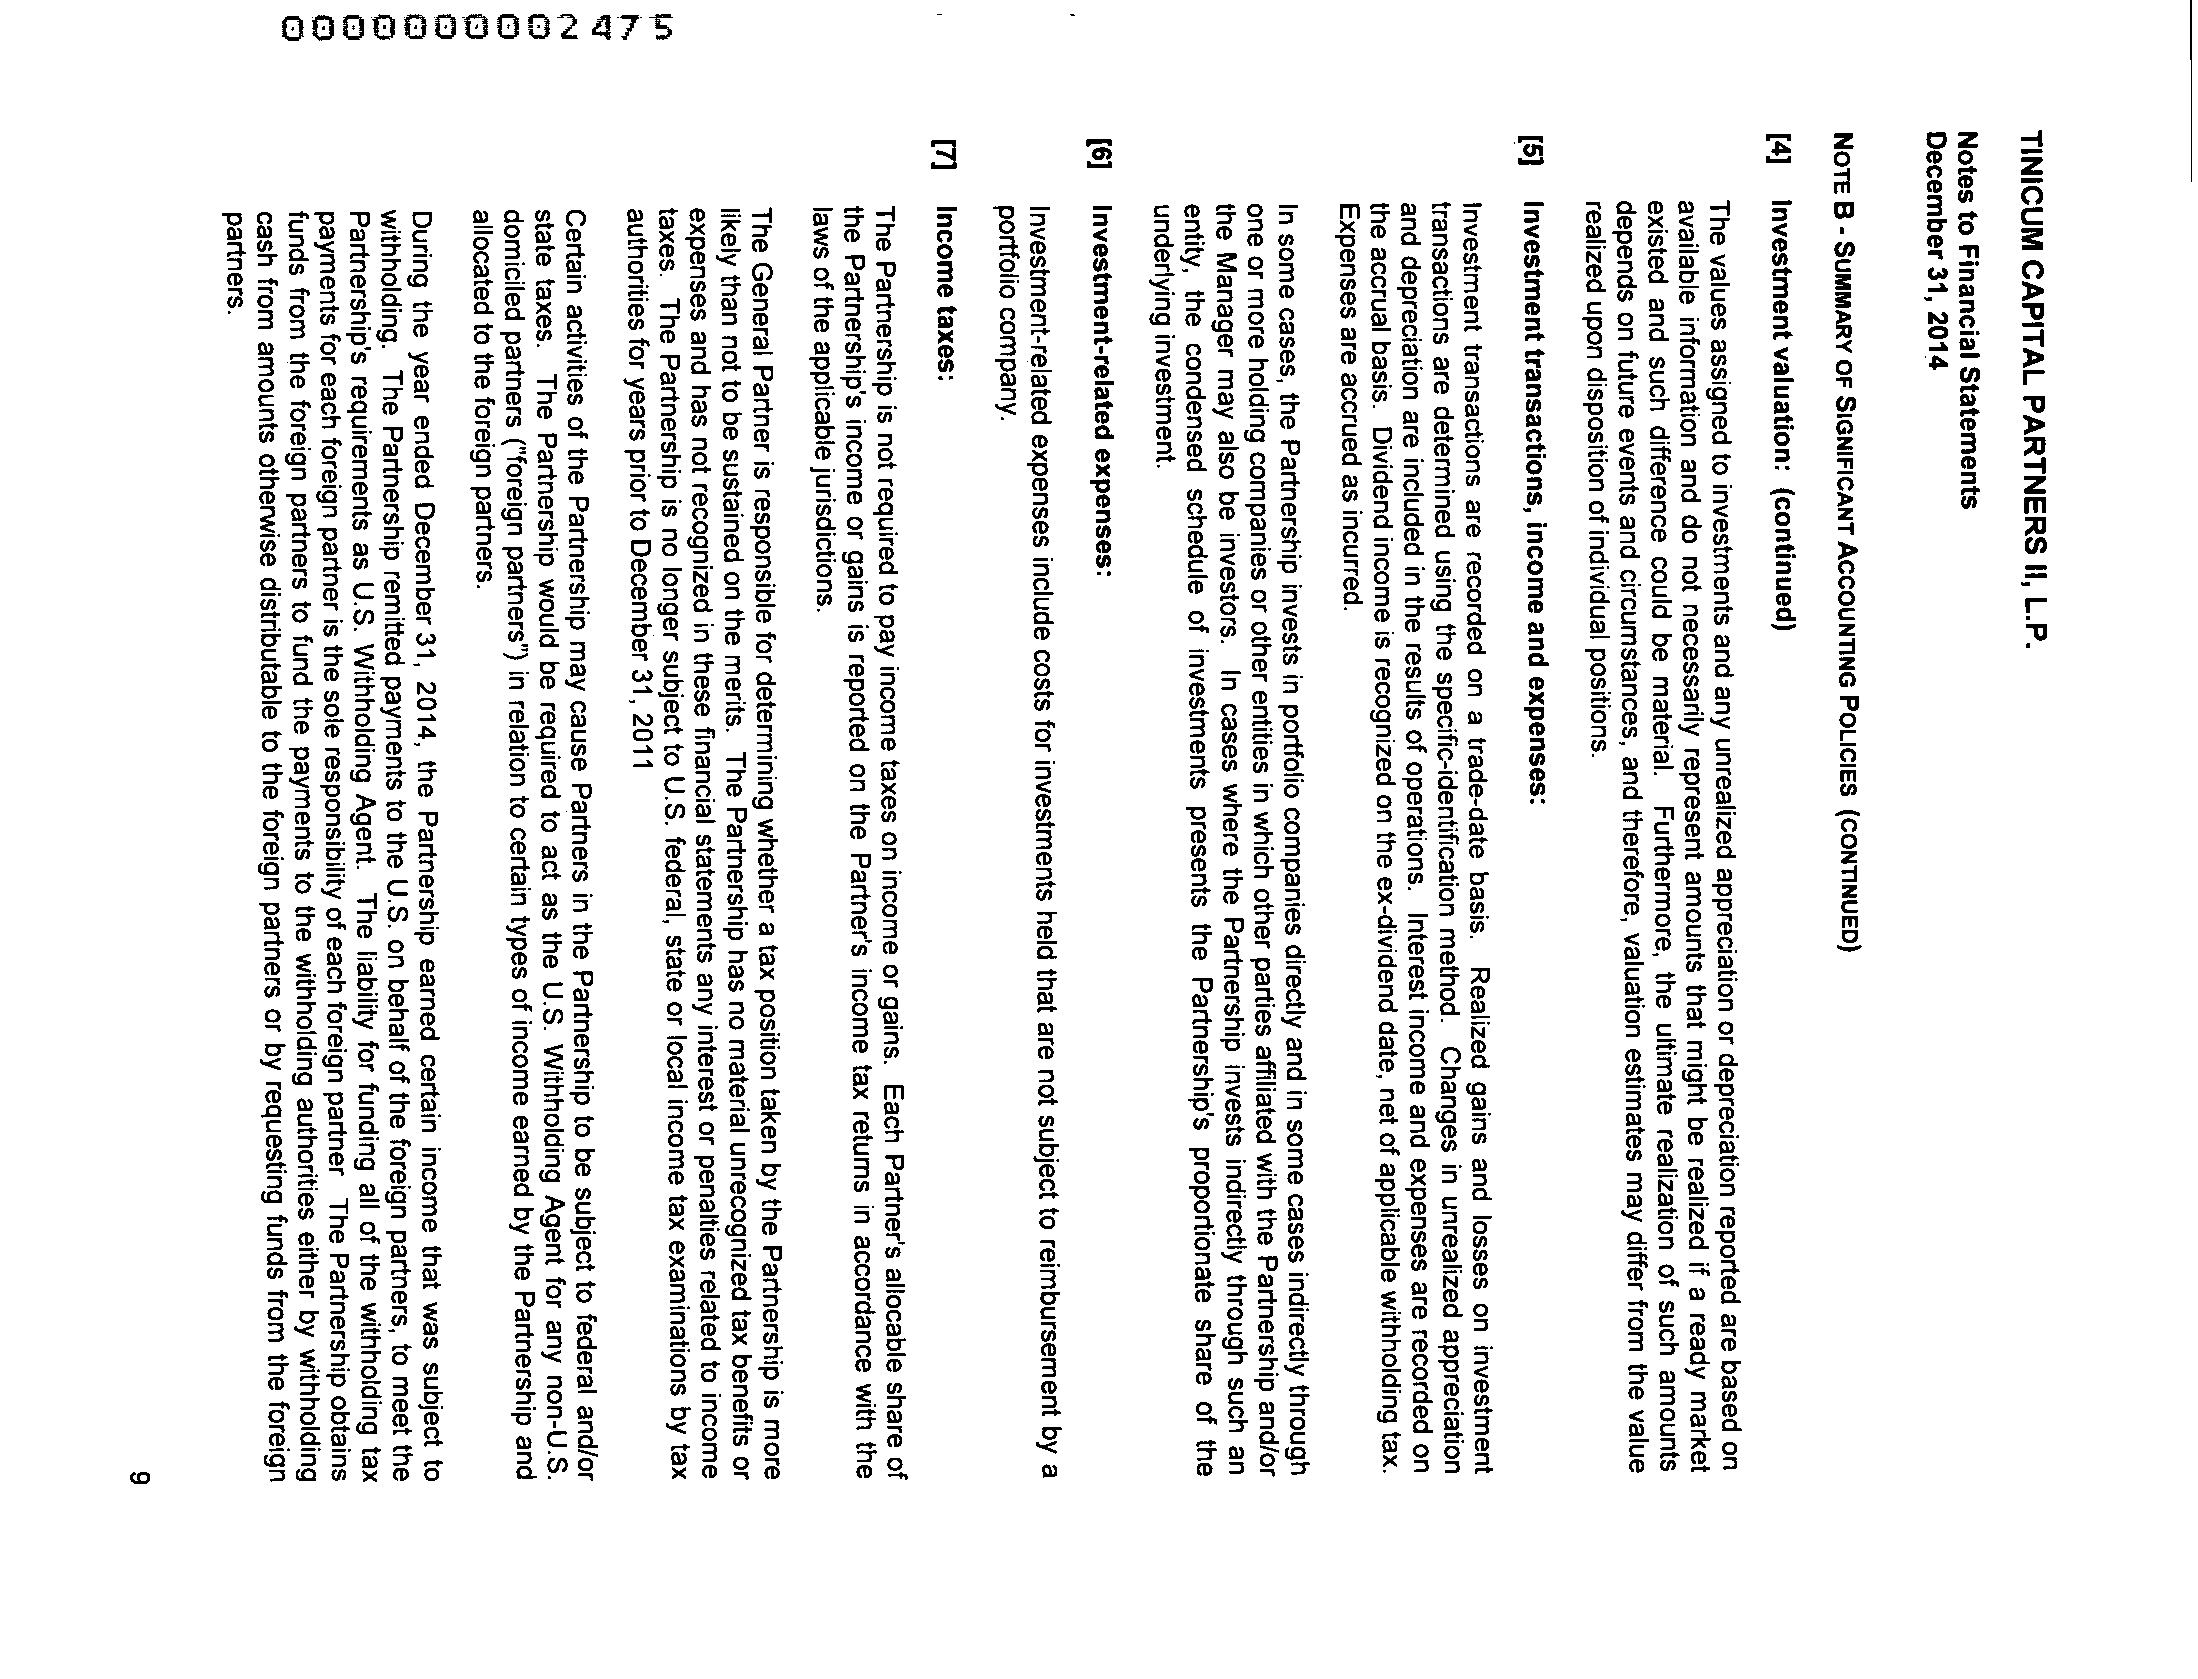 TINICUM CAPITAL PARTNERS II, L.P.
Notes to Financial Statements
December 31, 2014
NOTE B - SUMMARY OF SIGNIFICANT ACCOUNTING POLICIES (CONTINUED)
[4] Investment valuation: (continued)
The values assigned to investments and any unrealized appreciation or depreciation reported are based on
available information and do not necessarily represent amounts that might be realized if a ready market
existed and such difference could be material. Furthermore, the ultimate realization of such amounts
depends on future events and circumstances, and therefore, valuation estimates may differ from the value
realized upon disposition of individual positions.
[5] Investment transactions, income and expenses:
Investment transactions are recorded on a trade-date basis. Realized gains and losses on investment
transactions are determined using the specific-identification method. Changes in unrealized appreciation
and depreciation are included in the results of operations. Interest income and expenses are recorded on
the accrual basis. Dividend income is recognized on the ex-dividend date, net of applicable withholding tax.
Expenses are accrued as incurred.
In some cases, the Partnership invests in portfolio companies directly and in some cases indirectly through
one or more holding companies or other entities in which other parties affiliated with the Partnership and/or
the Manager may also be investors. In cases where the Partnership invests indirectly through such an
entity, the condensed schedule of investments presents the Partnership's proportionate share of the
underlying investment.
[6] Investment-related expenses:
Investment-related expenses include costs for investments held that are not subject to reimbursement by a
portfolio company.
[7] Income taxes:
The Partnership is not required to pay income taxes on income or gains. Each Partner's allocable share of
the Partnership's income or gains is reported on the Partner's income tax returns in accordance with the
laws of the applicable jurisdictions.
The General Partner is responsible for determining whether a tax position taken by the Partnership is more
likely than not to be sustained on the merits. The Partnership has no material unrecognized tax benefits or
expenses and has not recognized in these financial statements any interest or penalties related to income
taxes. The Partnership is no longer subject to U.S. federal, state or local income tax examinations by tax
authorities for years prior to December 31, 2011
Certain activities of the Partnership may cause Partners in the Partnership to be subject to federal and/or
state taxes. The Partnership would be required to act as the U.S. Withholding Agent for any non-U.S.
domiciled partners ("foreign partners") in relation to certain types of income earned by the Partnership and
allocated to the foreign partners.
During the year ended December 31, 2014, the Partnership earned certain income that was subject to
withholding. The Partnership remitted payments to the U.S. on behalf of the foreign partners, to meet the
Partnership's requirements as U.S. Withholding Agent. The liability for funding all of the withholding tax
payments for each foreign partner is the sole responsibility of each foreign partner The Partnership obtains
funds from the foreign partners to fund the payments to the withholding authorities either by withholding
cash from amounts otherwise distributable to the foreign partners or by requesting funds from the foreign
partners.
9
0000000002475